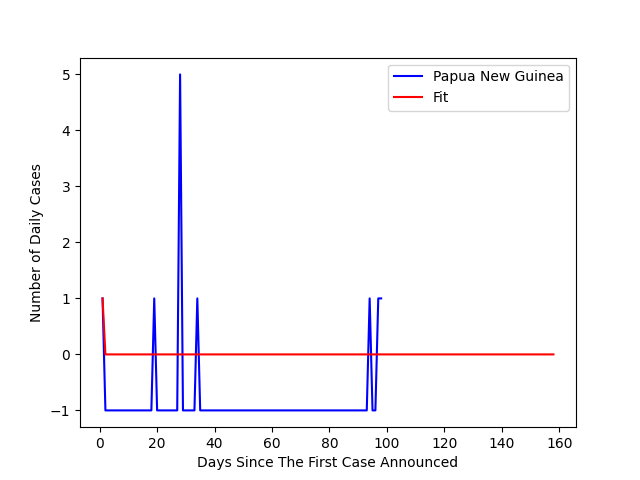 Papua New Guinea
Fit
Number of Daily Cases
5
4
3
2
1
0
−1
0 20 40 60 80 100 120 140 160
Days Since The First Case Announced